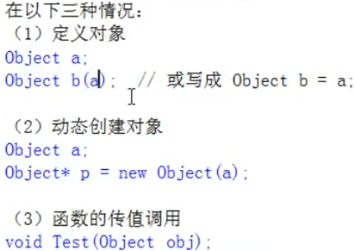 在以下三种情况：
（1）定义对象
Object a;
Object b(a);  // 或写成 Object b = a;
（2）动态创建对象
Object a;
Object* p = new Object(a);
（3）函数的传值调用
void Test(Object obj);